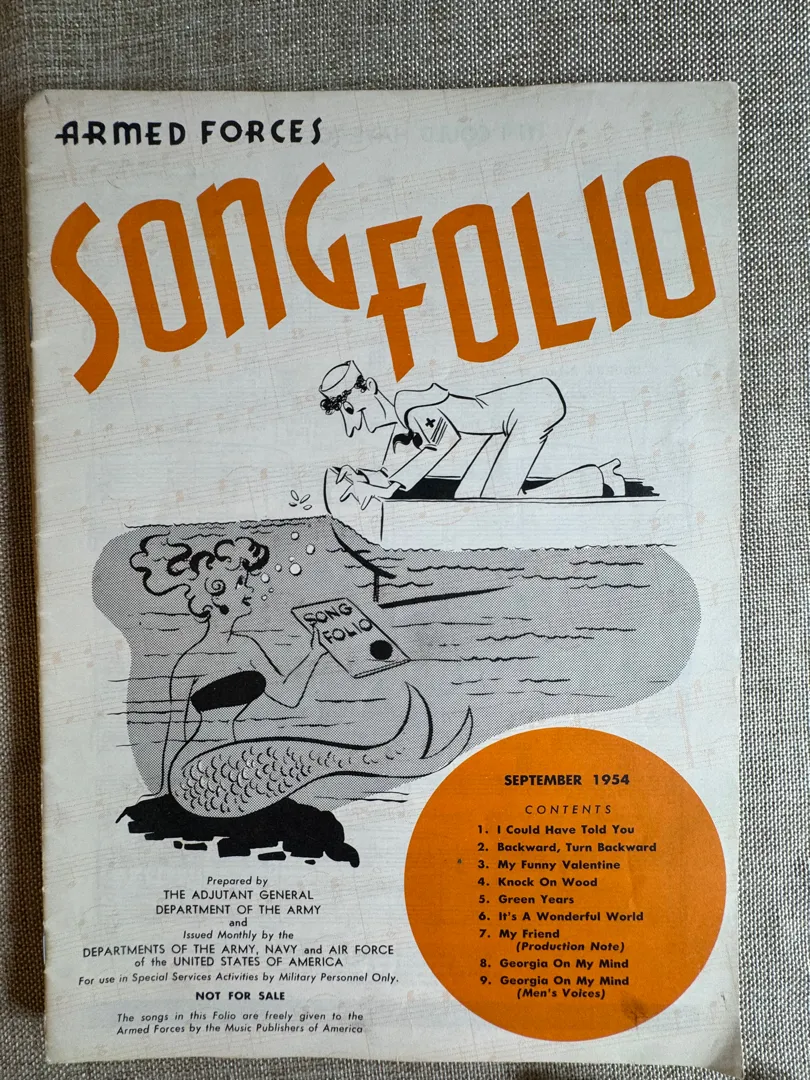 ARMED FORCES
SONG FOLIO
SONG
FOLIO
SEPTEMBER 1954
CONTENTS
1. I Could Have Told You
2. Backward, Turn Backward
3. My Funny Valentine
4. Knock On Wood
5. Green Years
6. It's A Wonderful World
7. My Friend
(Production Note)
8. Georgia On My Mind
9. Georgia On My Mind
(Men's Voices)
Prepared by
THE ADJUTANT GENERAL
DEPARTMENT OF THE ARMY
and
Issued Monthly by the
DEPARTMENTS OF THE ARMY, NAVY and AIR FORCE
of the UNITED STATES OF AMERICA
For use in Special Services Activities by Military Personnel Only.
NOT FOR SALE
The songs in this Folio are freely given to the
Armed Forces by the Music Publishers of America